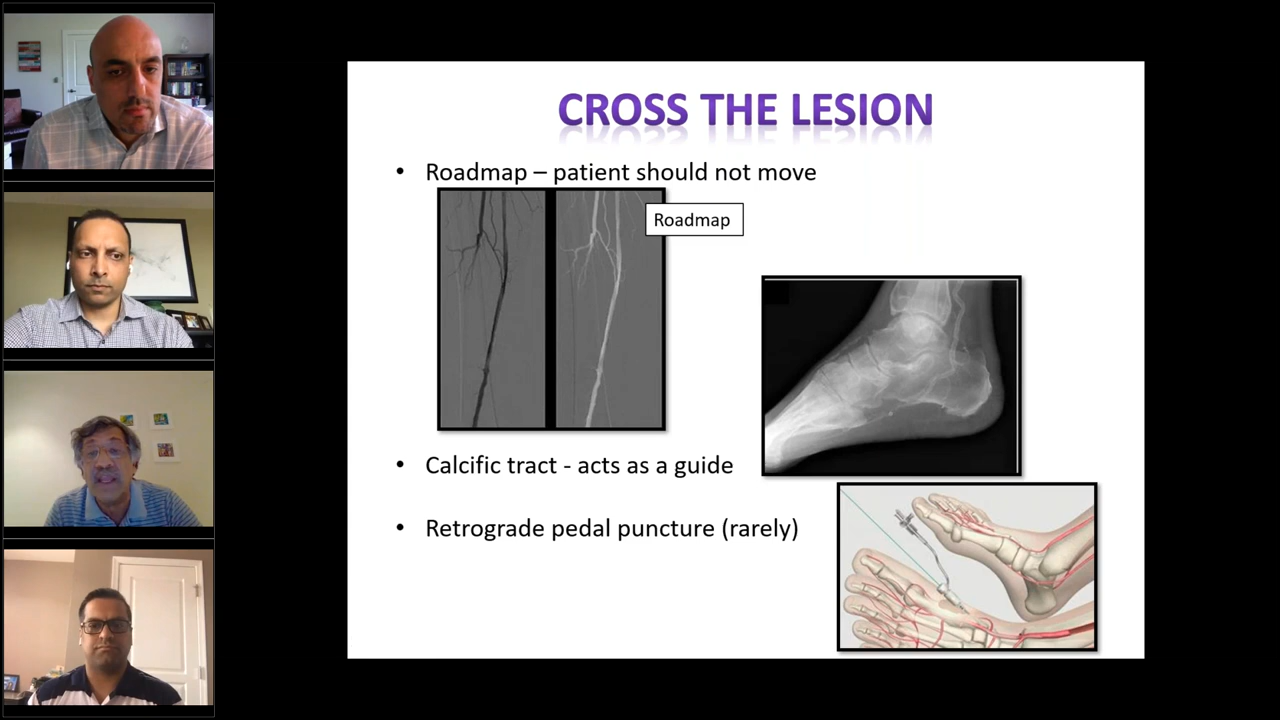 CROSS THE LESION
• Roadmap – patient should not move
Roadmap
• Calcific tract - acts as a guide
• Retrograde pedal puncture (rarely)